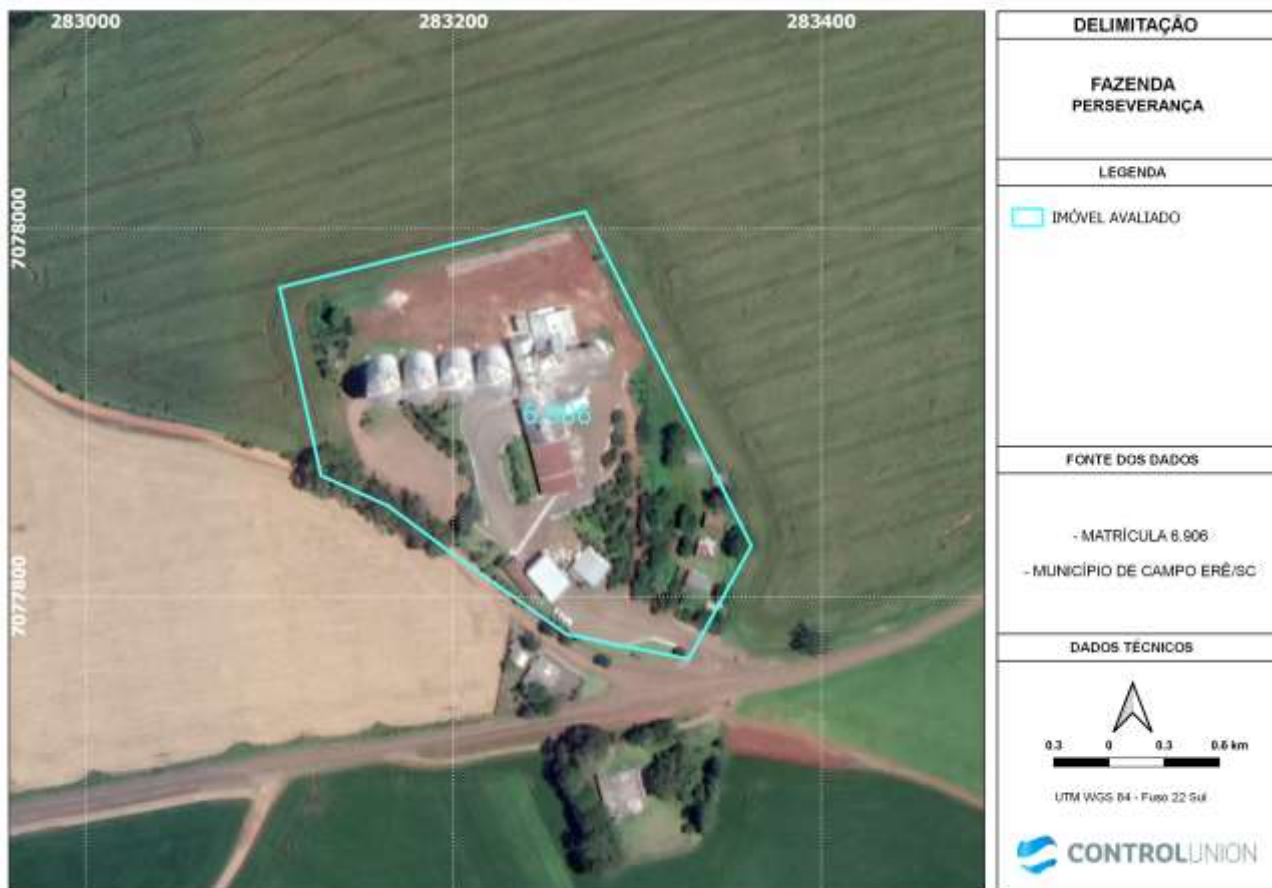 283000
283200
283400
7078000
7077800
DELIMITAÇÃO
FAZENDA
PERSEVERANÇA
LEGENDA
IMÓVEL AVALIADO
FONTE DOS DADOS
- MATRÍCULA 6.906
- MUNICÍPIO DE CAMPO ERÊ/SC
DADOS TÉCNICOS
0.3 0 0.3 0.6 km
UTM WGS 84 - Fuso 22 Sul
CONTROLUNION